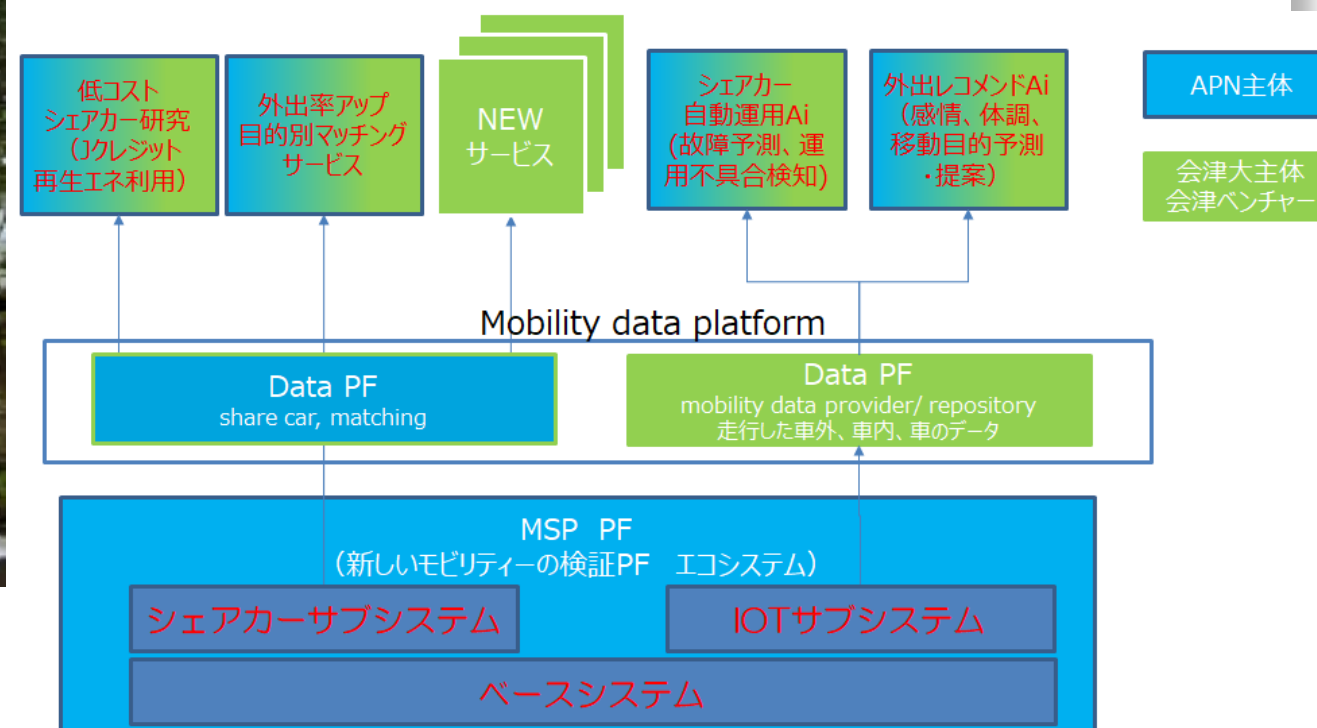 低コスト
シェアカー研究
（Jクレジット
再生エネ利用）
外出率アップ
目的別マッチング
サービス
NEW
サービス
シェアカー
自動運用Ai
(故障予測、運
用不具合検知)
外出レコメンドAi
（感情、体調、
移動目的予測
・提案）
APN主体
会津大主体
会津ベンチャー
Mobility data platform
Data PF
share car, matching
Data PF
mobility data provider/ repository
走行した車外、車内、車のデータ
MSP PF
（新しいモビリティーの検証PF　エコシステム）
シェアカーサブシステム
IOTサブシステム
ベースシステム